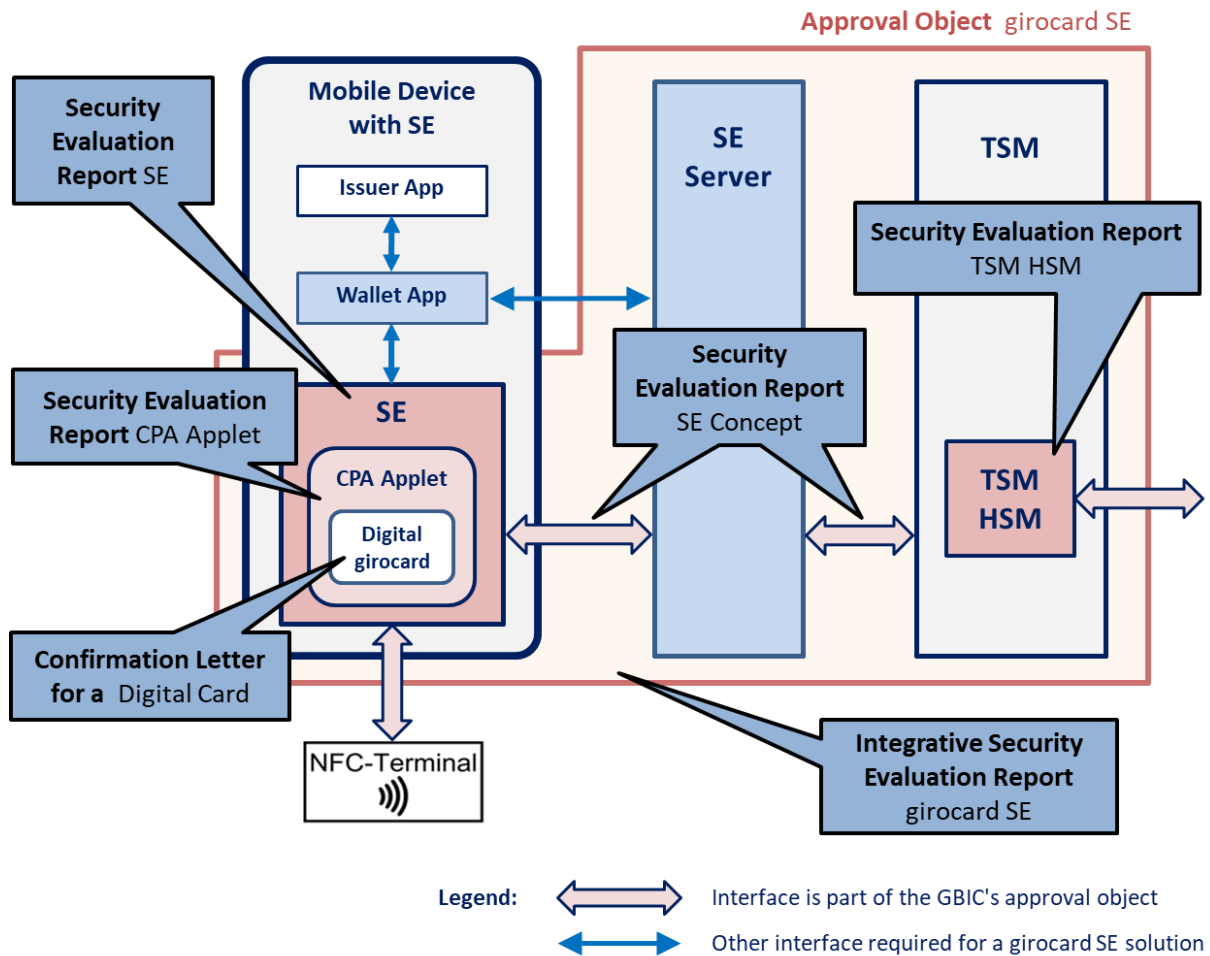 Approval Object girocard SE
Mobile Device
with SE
Security
Evaluation
Report SE
Issuer App
Wallet App
SE
Server
TSM
Security Evaluation Report
TSM HSM
Security
Evaluation Report
SE Concept
Security Evaluation
Report CPA Applet
SE
CPA Applet
Digital
girocard
TSM
HSM
Confirmation Letter
for a Digital Card
NFC-Terminal
Integrative Security
Evaluation Report
girocard SE
Legend:
Interface is part of the GBIC's approval object
Other interface required for a girocard SE solution